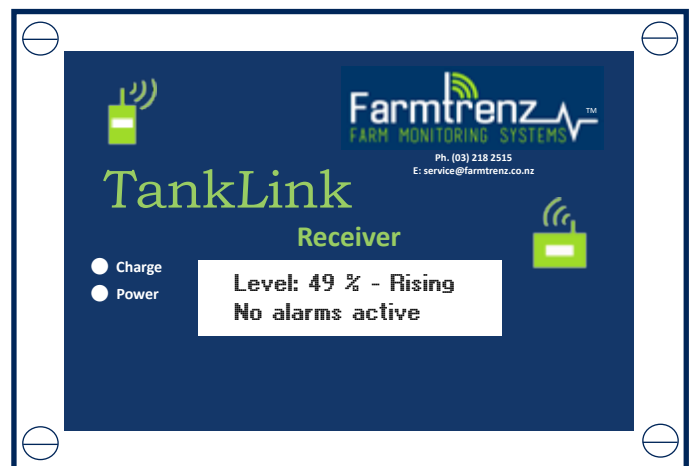 Farmtrenz ™
FARM MONITORING SYSTEMS
Ph. (03) 218 2515
E: service@farmtrenz.co.nz
TankLink
Receiver
Charge
Power
Level: 49 % - Rising
No alarms active